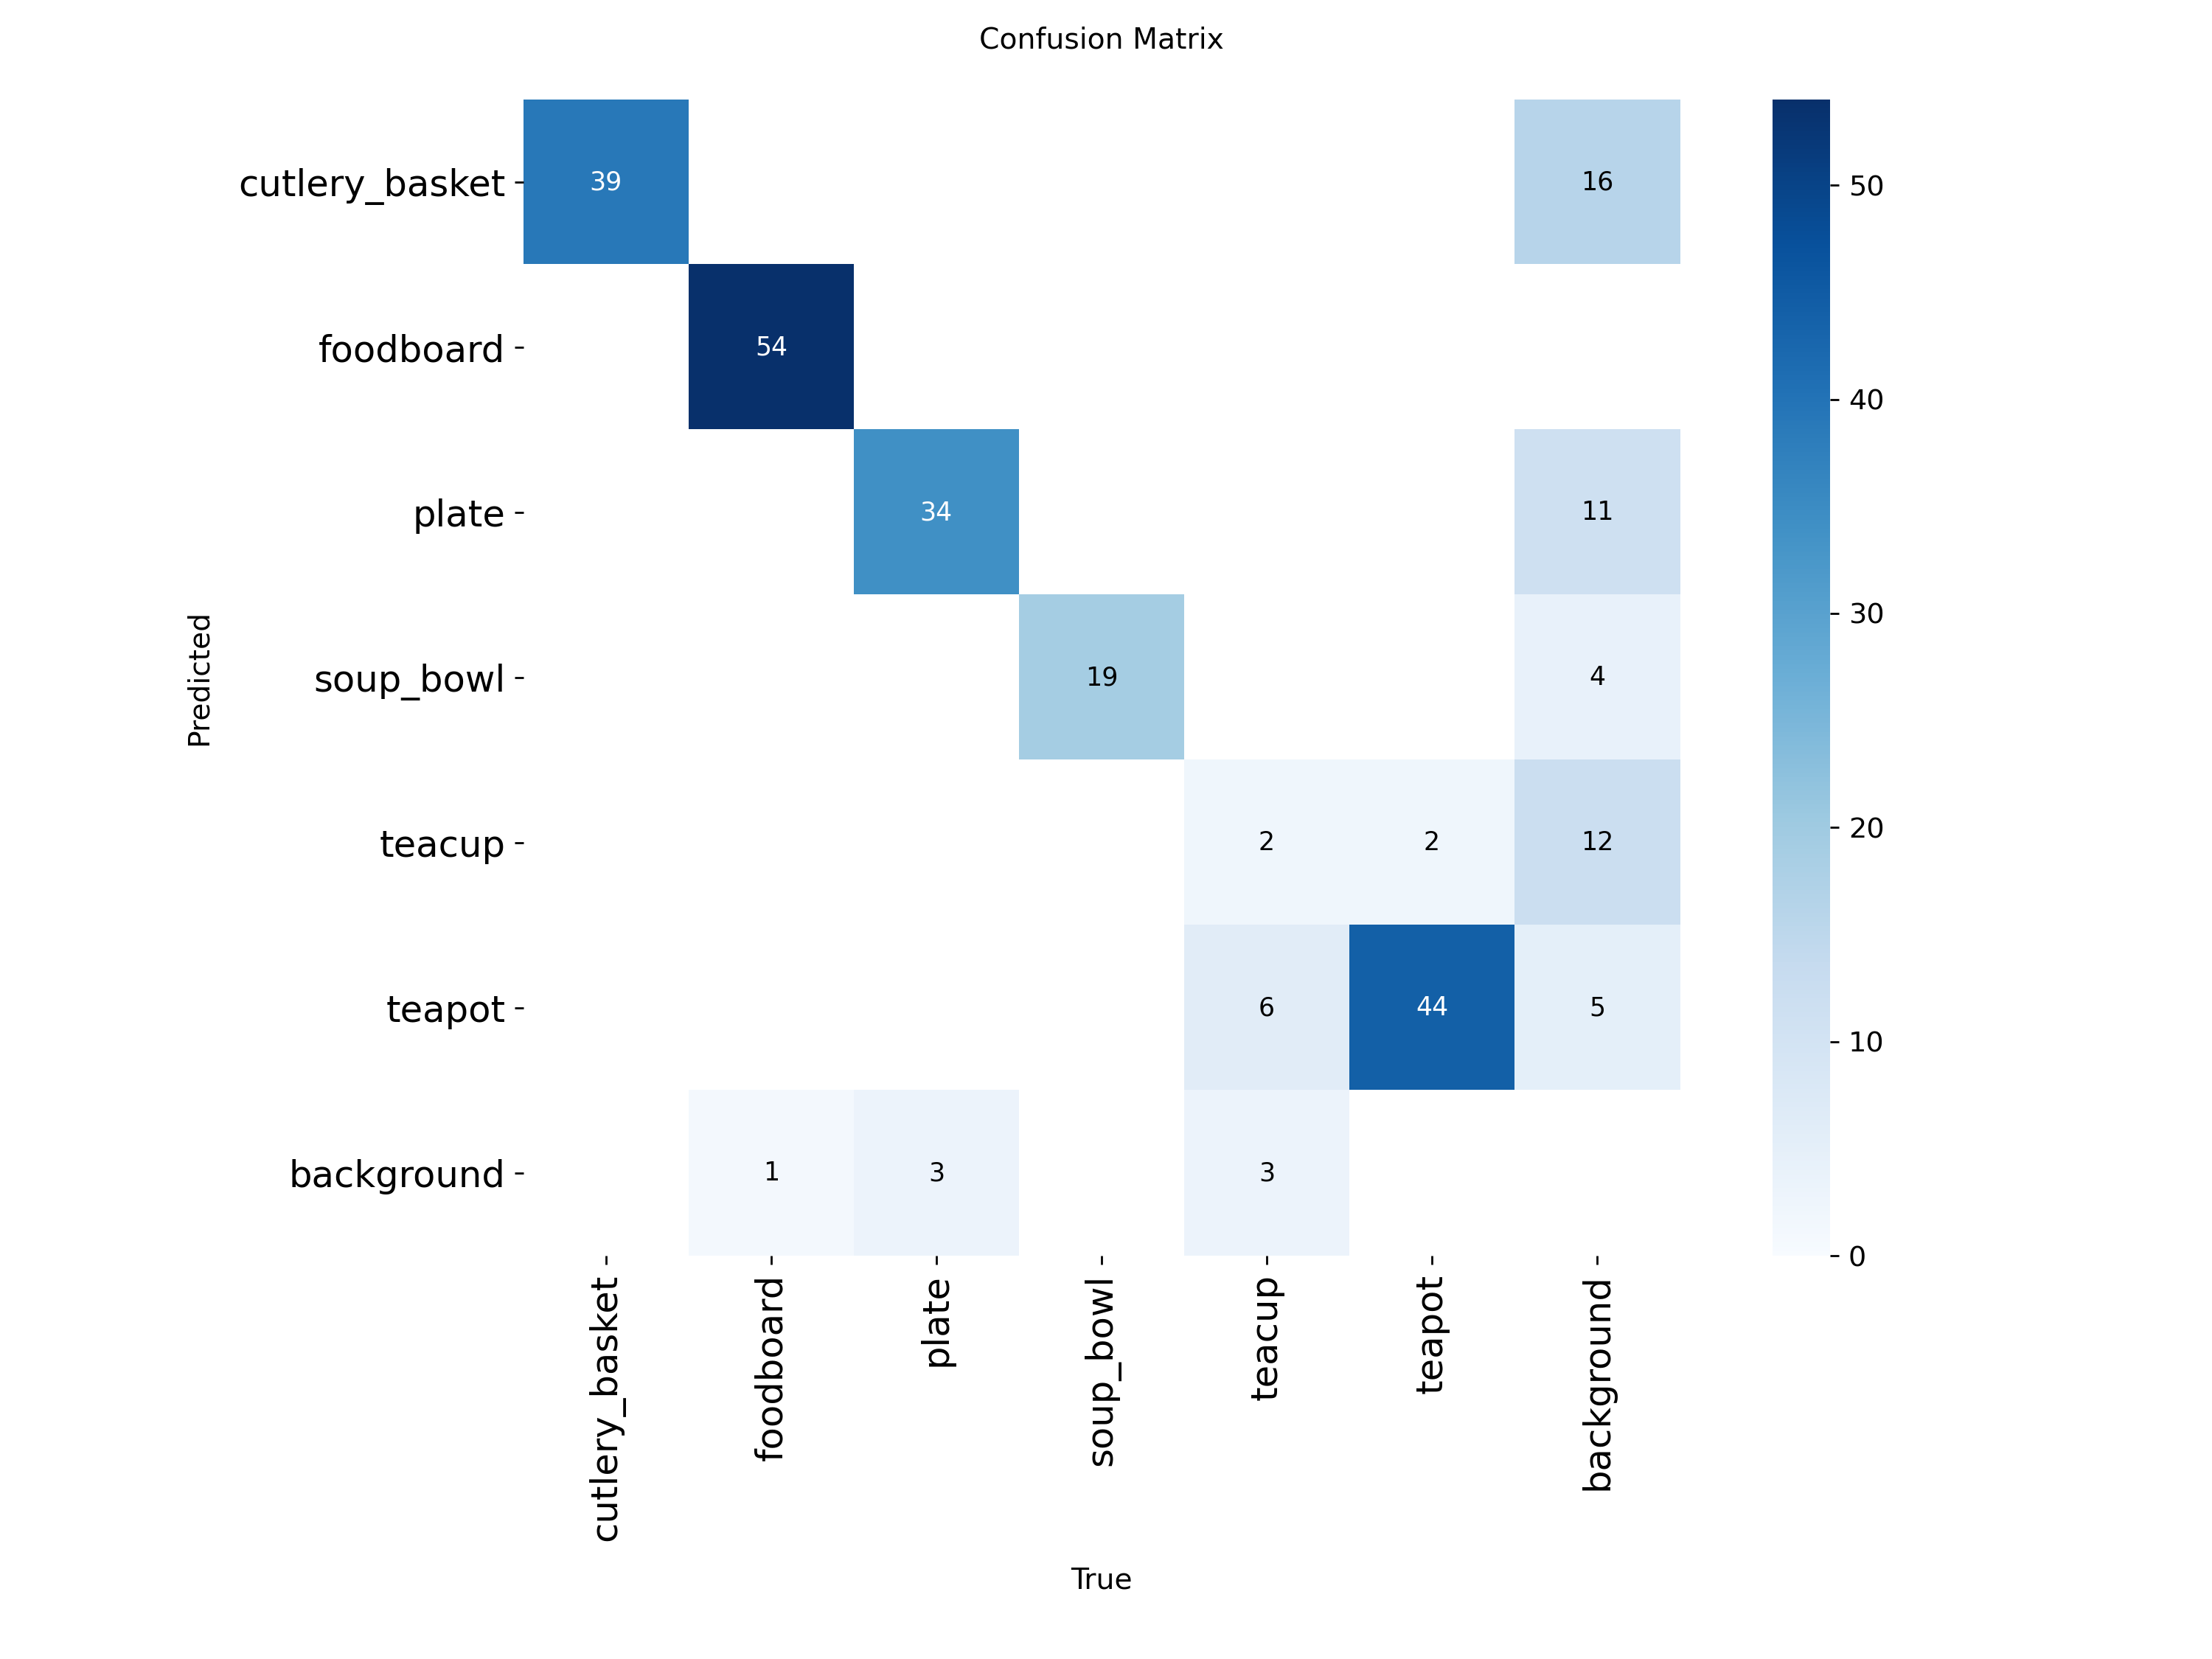 Confusion Matrix
cutlery_basket
39
16
50
foodboard
54
40
plate
34
11
30
Predicted
soup_bowl
19
4
20
teacup
2
2
12
teapot
6
44
5
10
background
1
3
3
0
cutlery_basket
foodboard
plate
soup_bowl
teacup
teapot
background
True